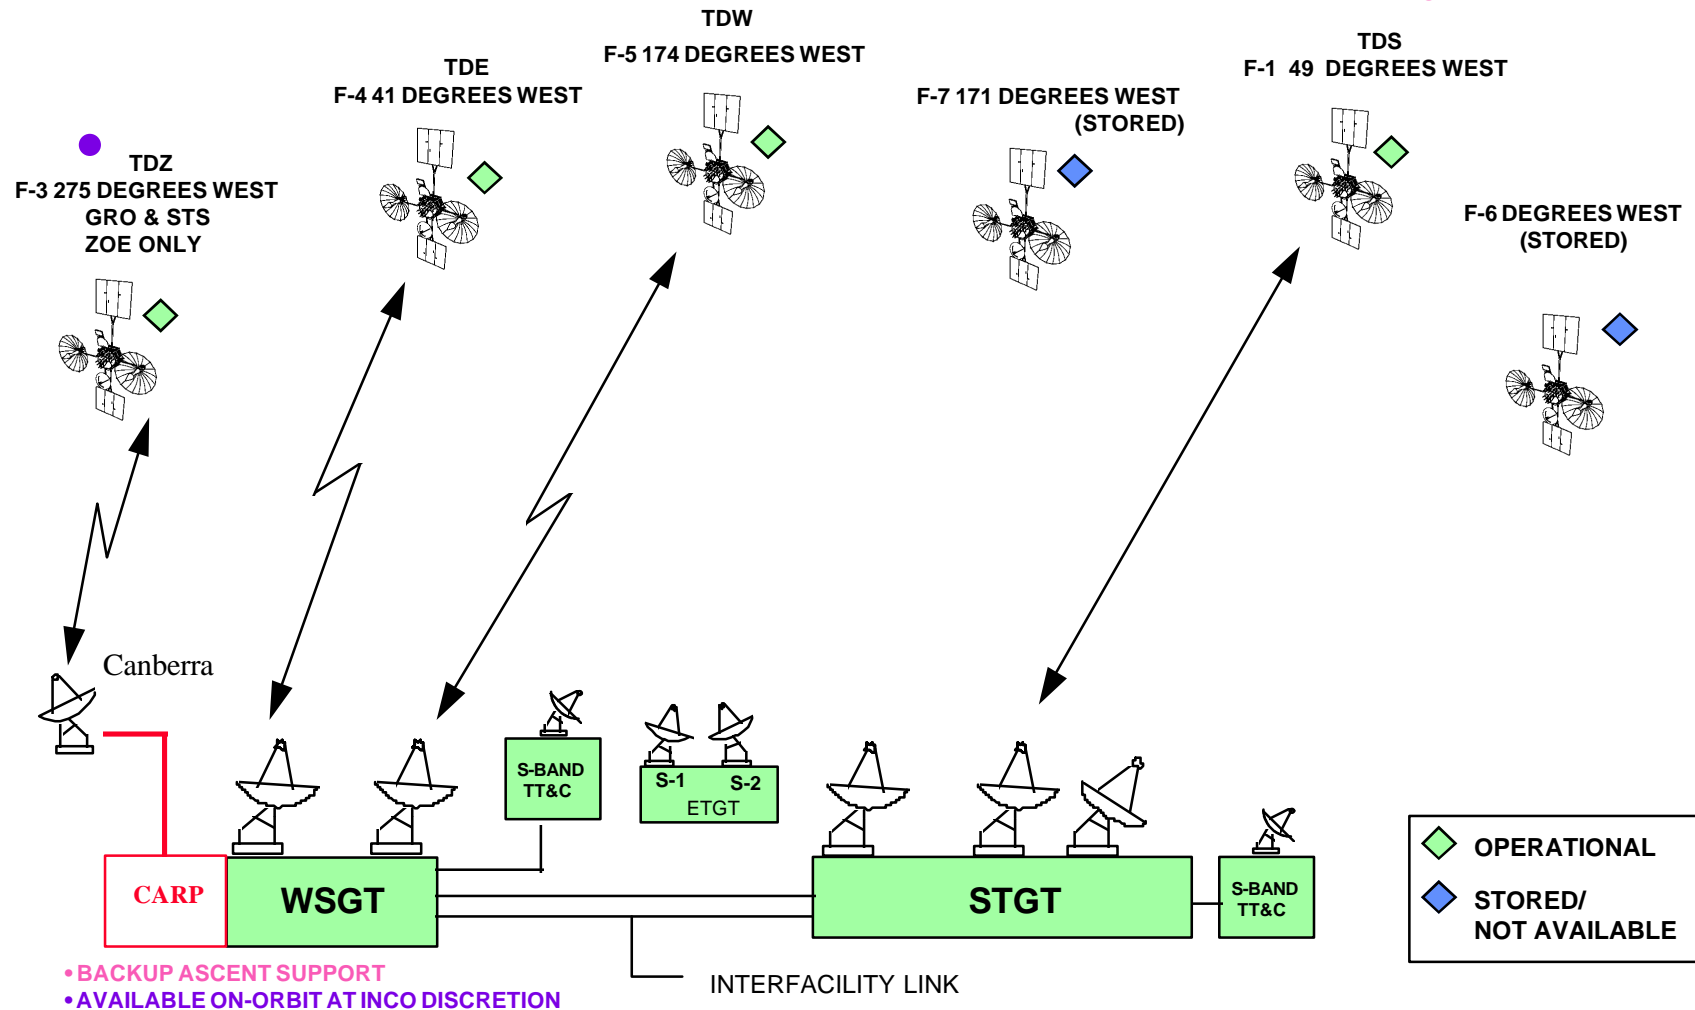 TDW
F-5 174 DEGREES WEST
TDE
F-4 41 DEGREES WEST
TDS
F-1 49 DEGREES WEST
F-7 171 DEGREES WEST
(STORED)
TDZ
F-3 275 DEGREES WEST
GRO & STS
ZOE ONLY
F-6 DEGREES WEST
(STORED)
Canberra
S-BAND
TT&C
S-1 S-2
ETGT
CARP
WSGT
STGT
S-BAND
TT&C
OPERATIONAL
STORED/
NOT AVAILABLE
• BACKUP ASCENT SUPPORT
• AVAILABLE ON-ORBIT AT INCO DISCRETION
INTERFACILITY LINK